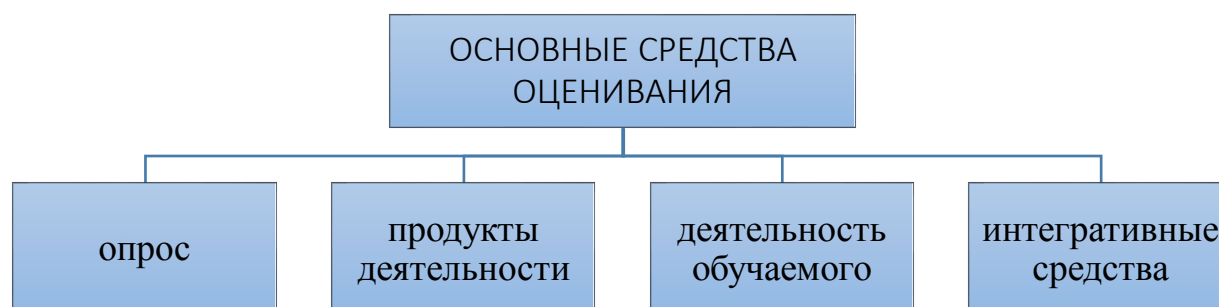 ОСНОВНЫЕ СРЕДСТВА
ОЦЕНИВАНИЯ
опрос
продукты
деятельности
деятельность
обучаемого
интегративные
средства